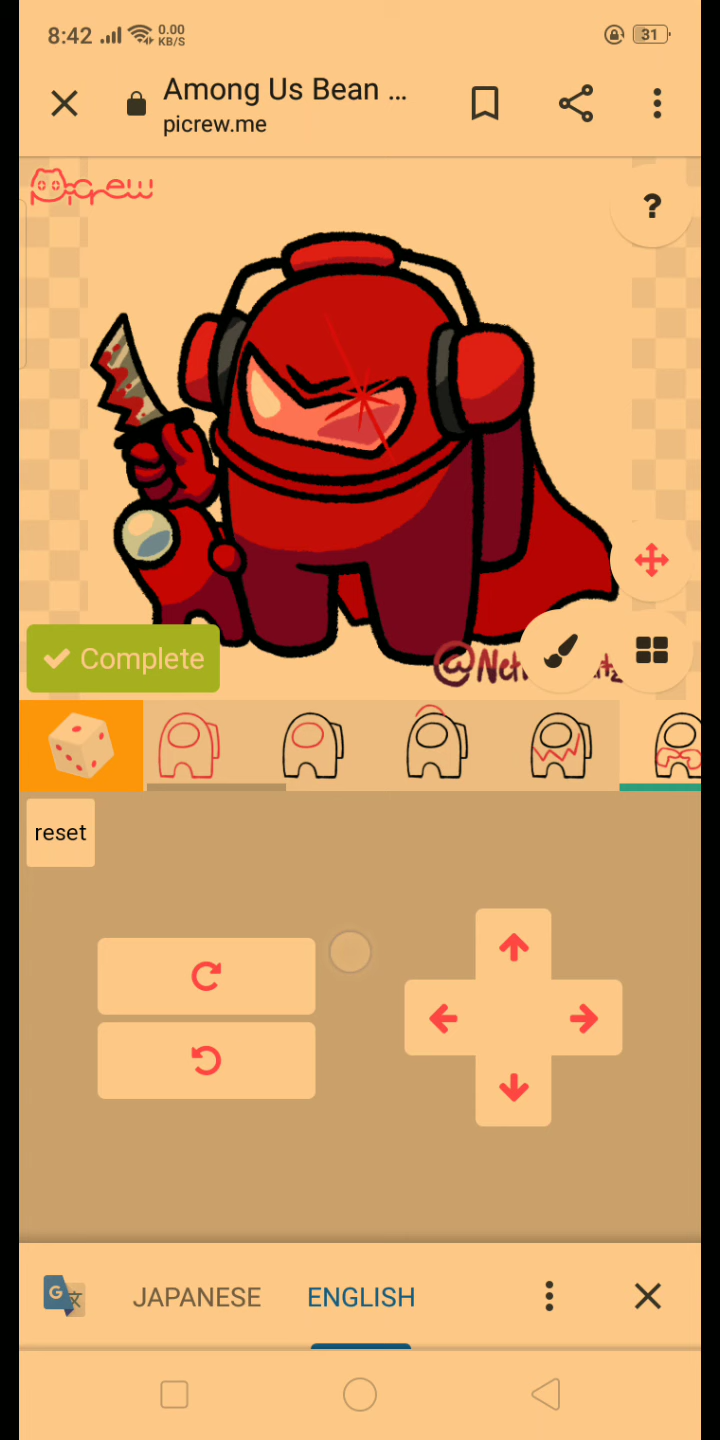 8:42
0.00
KB/S
31
Among Us Bean ...
picrew.me
Picrew
?
Complete
reset
JAPANESE
ENGLISH